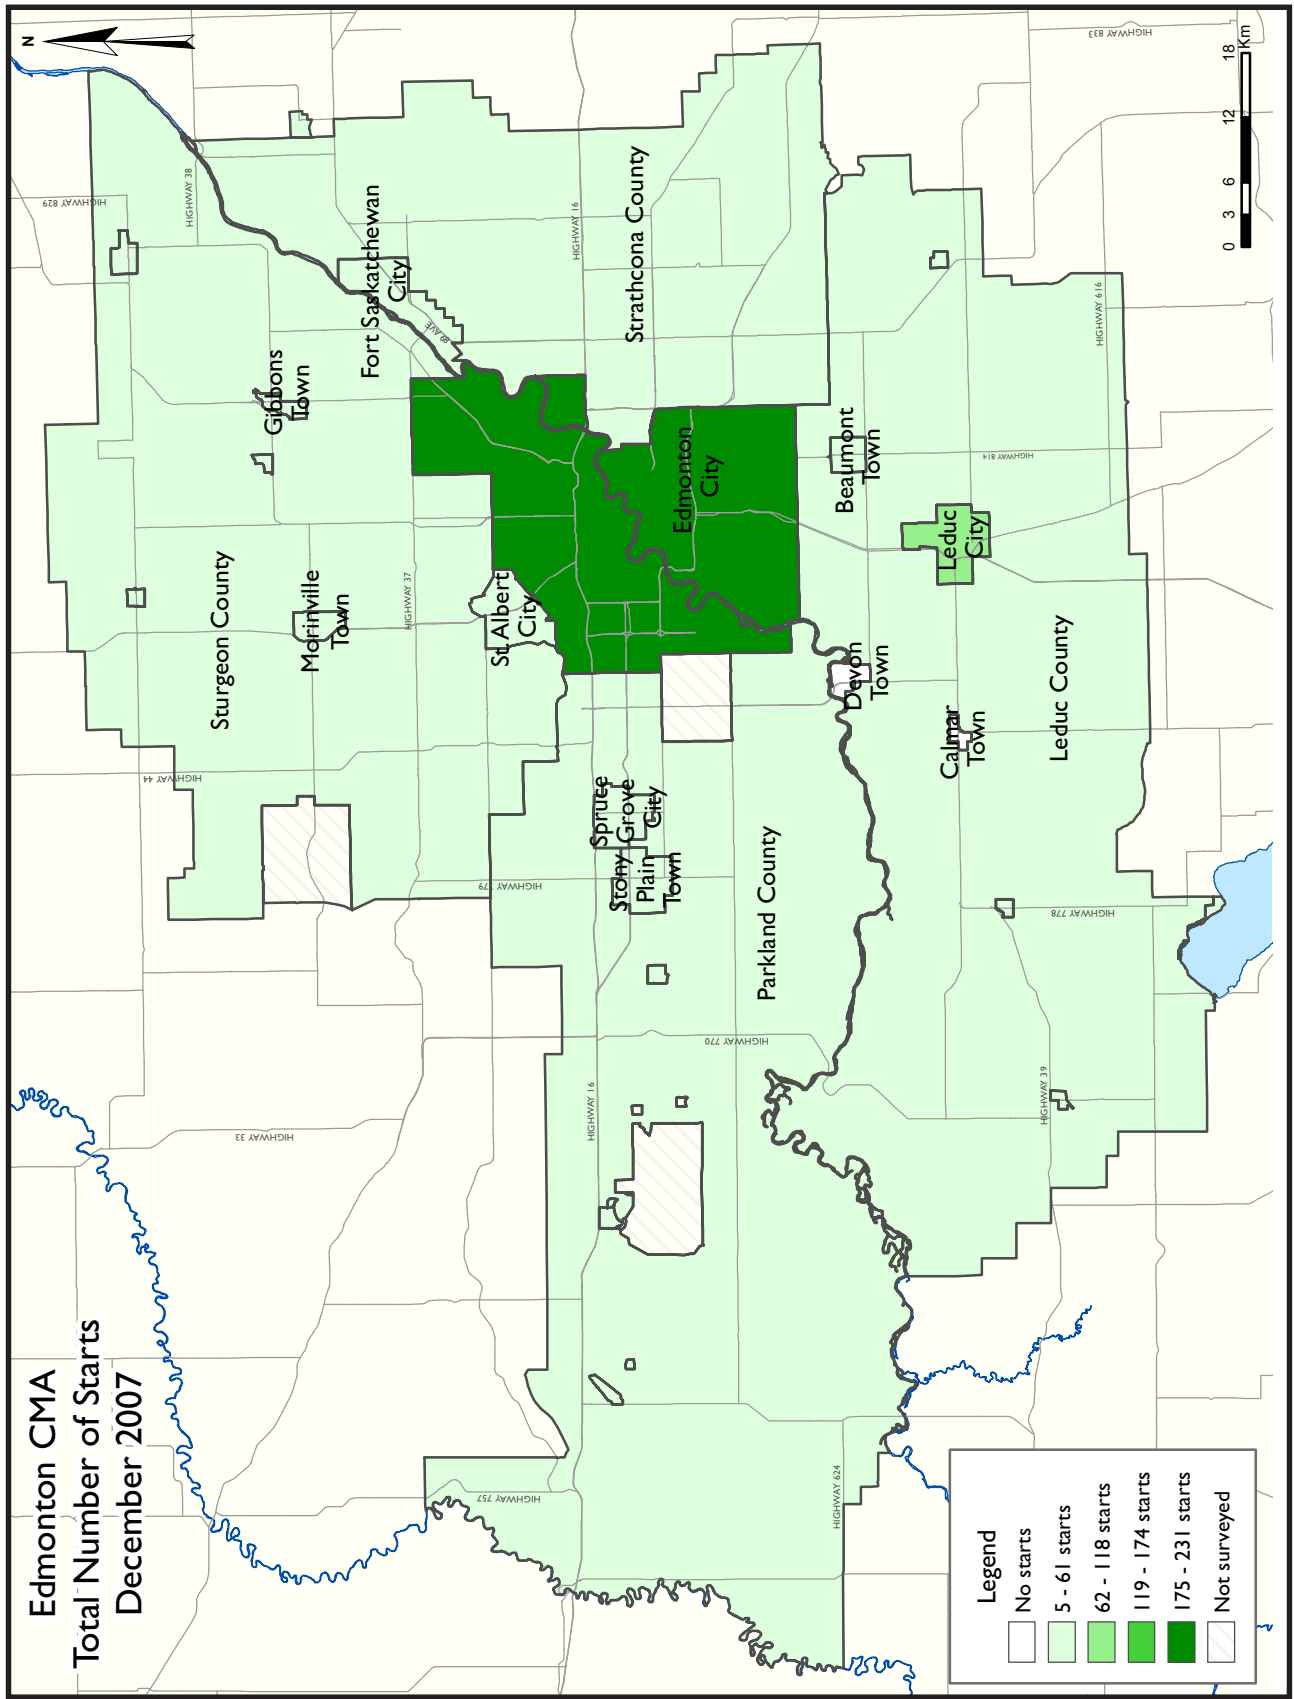 Edmonton CMA
Total Number of Starts
December 2007
N
HIGHWAY 833
HIGHWAY 829
HIGHWAY 38
Fort Saskatchewan
City
89 AVE
HIGHWAY 16
Strathcona County
HIGHWAY 616
Gibbons
Town
Edmonton
City
Beaumont
Town
HIGHWAY 814
Leduc
City
Sturgeon County
Morinville
Town
HIGHWAY 37
St. Albert
City
Devon
Town
Calmar
Town
Leduc County
HIGHWAY 44
Spruce
Grove
City
Stony
Plain
Town
HIGHWAY 779
Parkland County
HIGHWAY 778
HIGHWAY 770
HIGHWAY 16
HIGHWAY 39
HIGHWAY 33
HIGHWAY 757
HIGHWAY 624
0 3 6 12 18
Km
Legend
No starts
5 - 61 starts
62 - 118 starts
119 - 174 starts
175 - 231 starts
Not surveyed